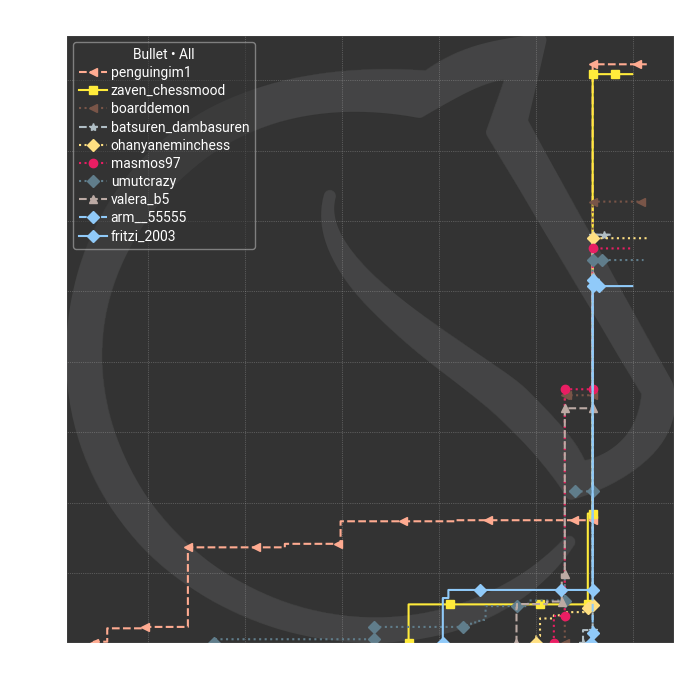 Bullet • All
penguingim1
zaven_chessmood
boarddemon
batsuren_dambasuren
ohanyaneminchess
masmos97
umutcrazy
valera_b5
arm__55555
fritzi_2003